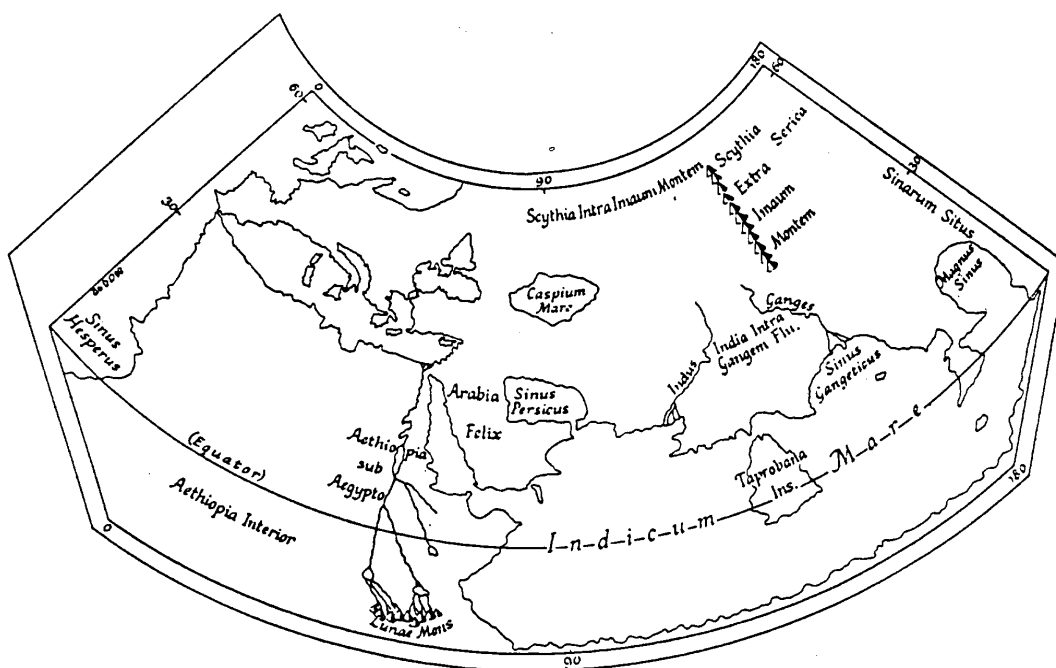 0
60
180
60
30
30
90
Scythia
Serica
Scythia Intra Imaum Montem
Extra
Imaum
Montem
Sinarum Situs
Magnus
Sinus
Sinus
Hesperus
Caspium
Mare
Ganges
India Intra
Gangem Flu.
Indus
Sinus
Gangeticus
Arabia
Felix
Sinus
Persicus
(Equator)
Aethiopia
sub
Aegypto
Aethiopia Interior
Taprobana
Ins.
I-n-d-i-c-u-m M-a-r-e
Lunae Mons
0
90
180